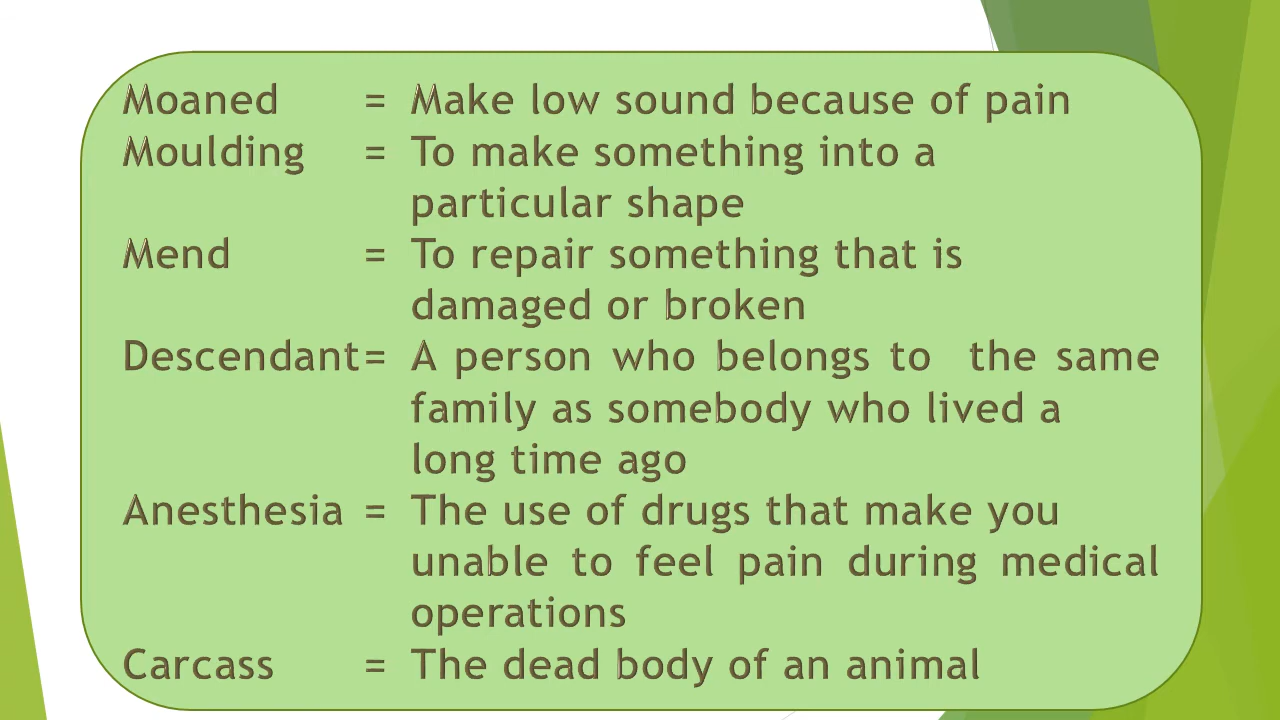 Moaned = Make low sound because of pain
Moulding = To make something into a
particular shape
Mend = To repair something that is
damaged or broken
Descendant= A person who belongs to the same
family as somebody who lived a
long time ago
Anesthesia = The use of drugs that make you
unable to feel pain during medical
operations
Carcass = The dead body of an animal